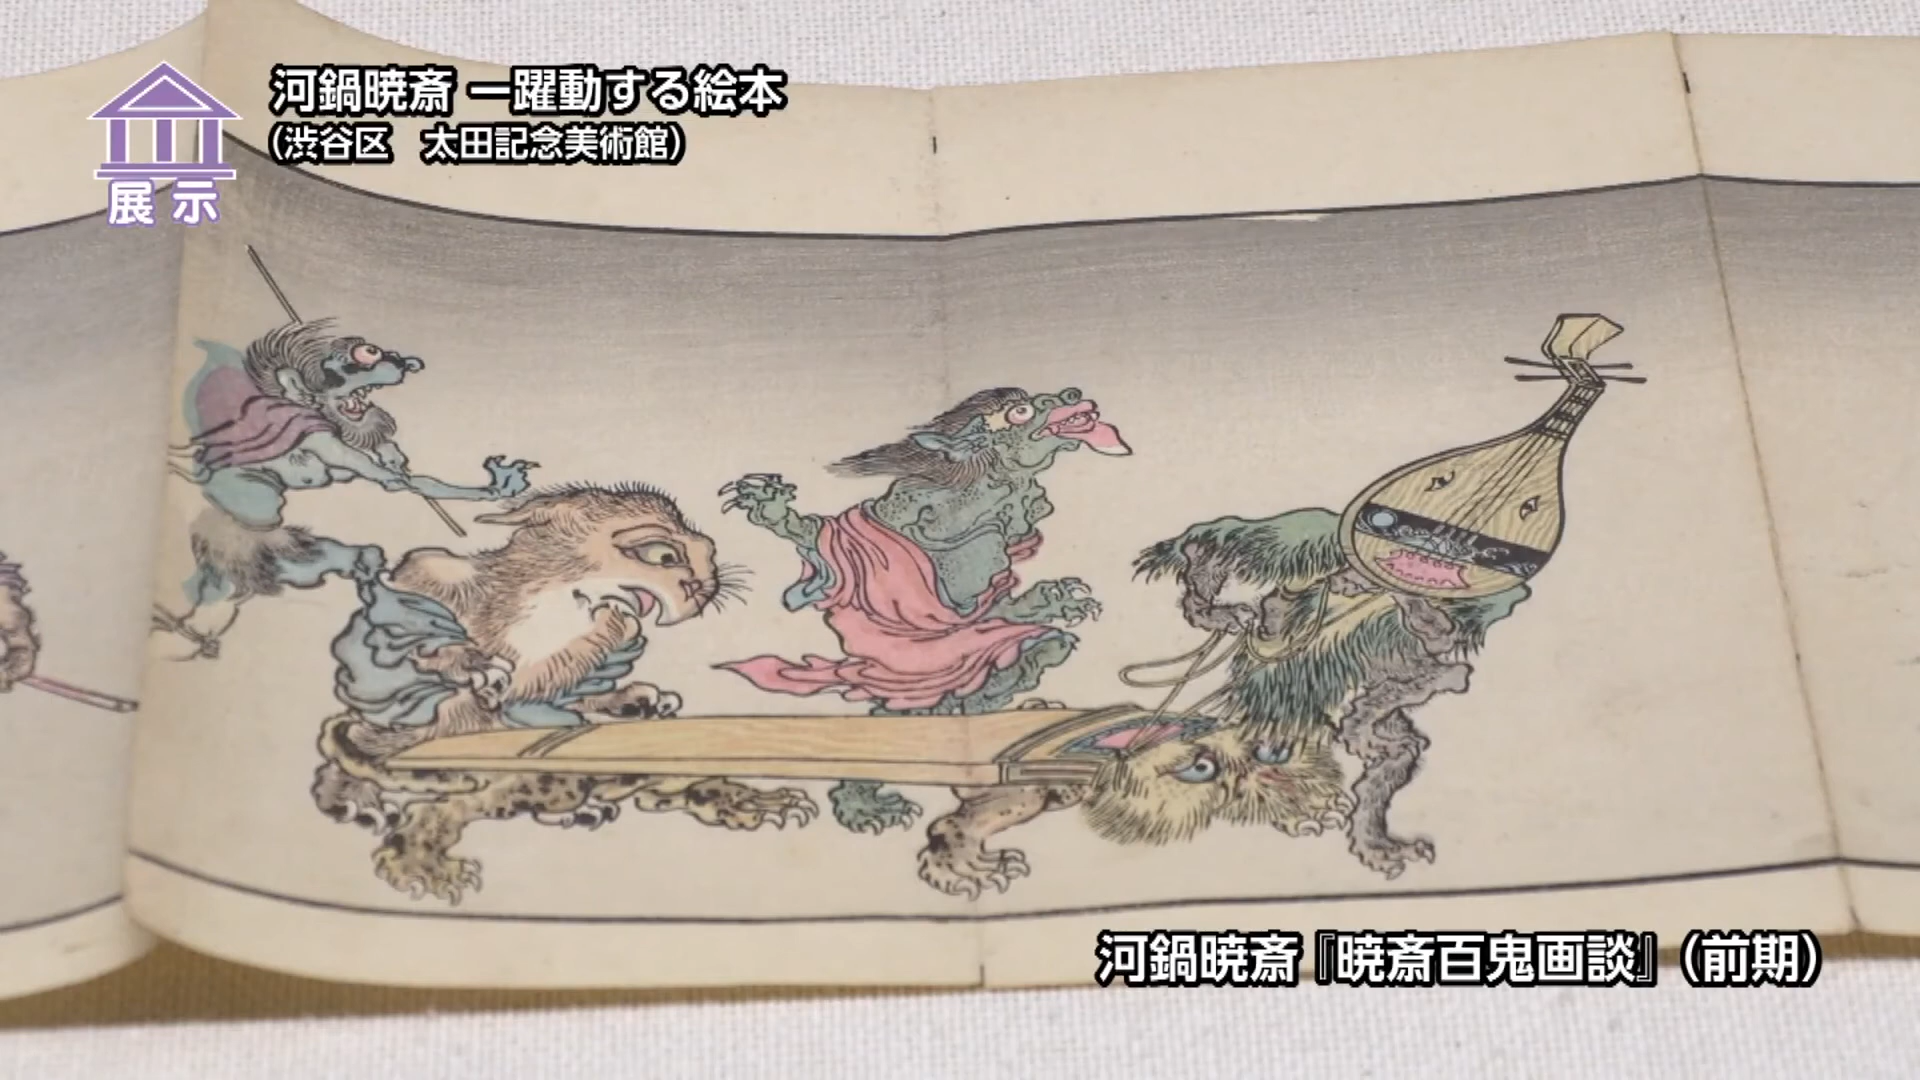 河鍋暁斎 ー躍動する絵本
（渋谷区　太田記念美術館）
展示
河鍋暁斎『暁斎百鬼画談』（前期）